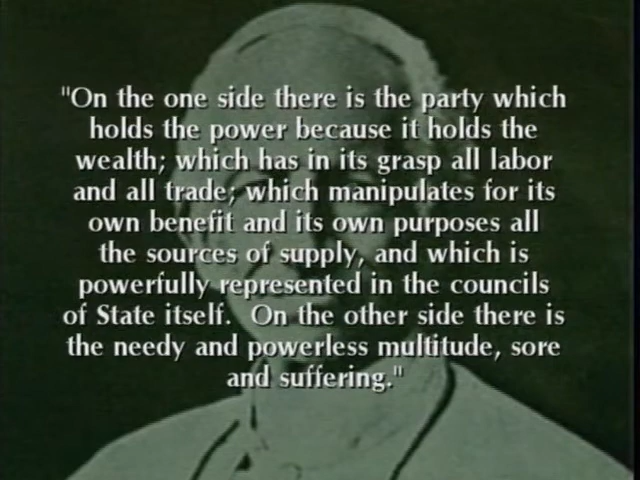 "On the one side there is the party which
holds the power because it holds the
wealth; which has in its grasp all labor
and all trade; which manipulates for its
own benefit and its own purposes all
the sources of supply, and which is
powerfully represented in the councils
of State itself.  On the other side there is
the needy and powerless multitude, sore
and suffering."